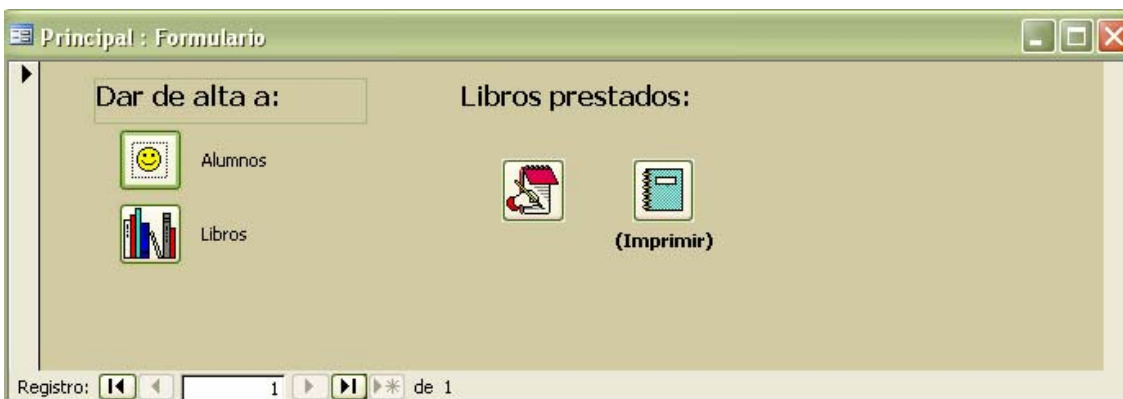 Principal : Formulario
Dar de alta a:
Alumnos
Libros
Libros prestados:
(Imprimir)
Registro: 1 de 1